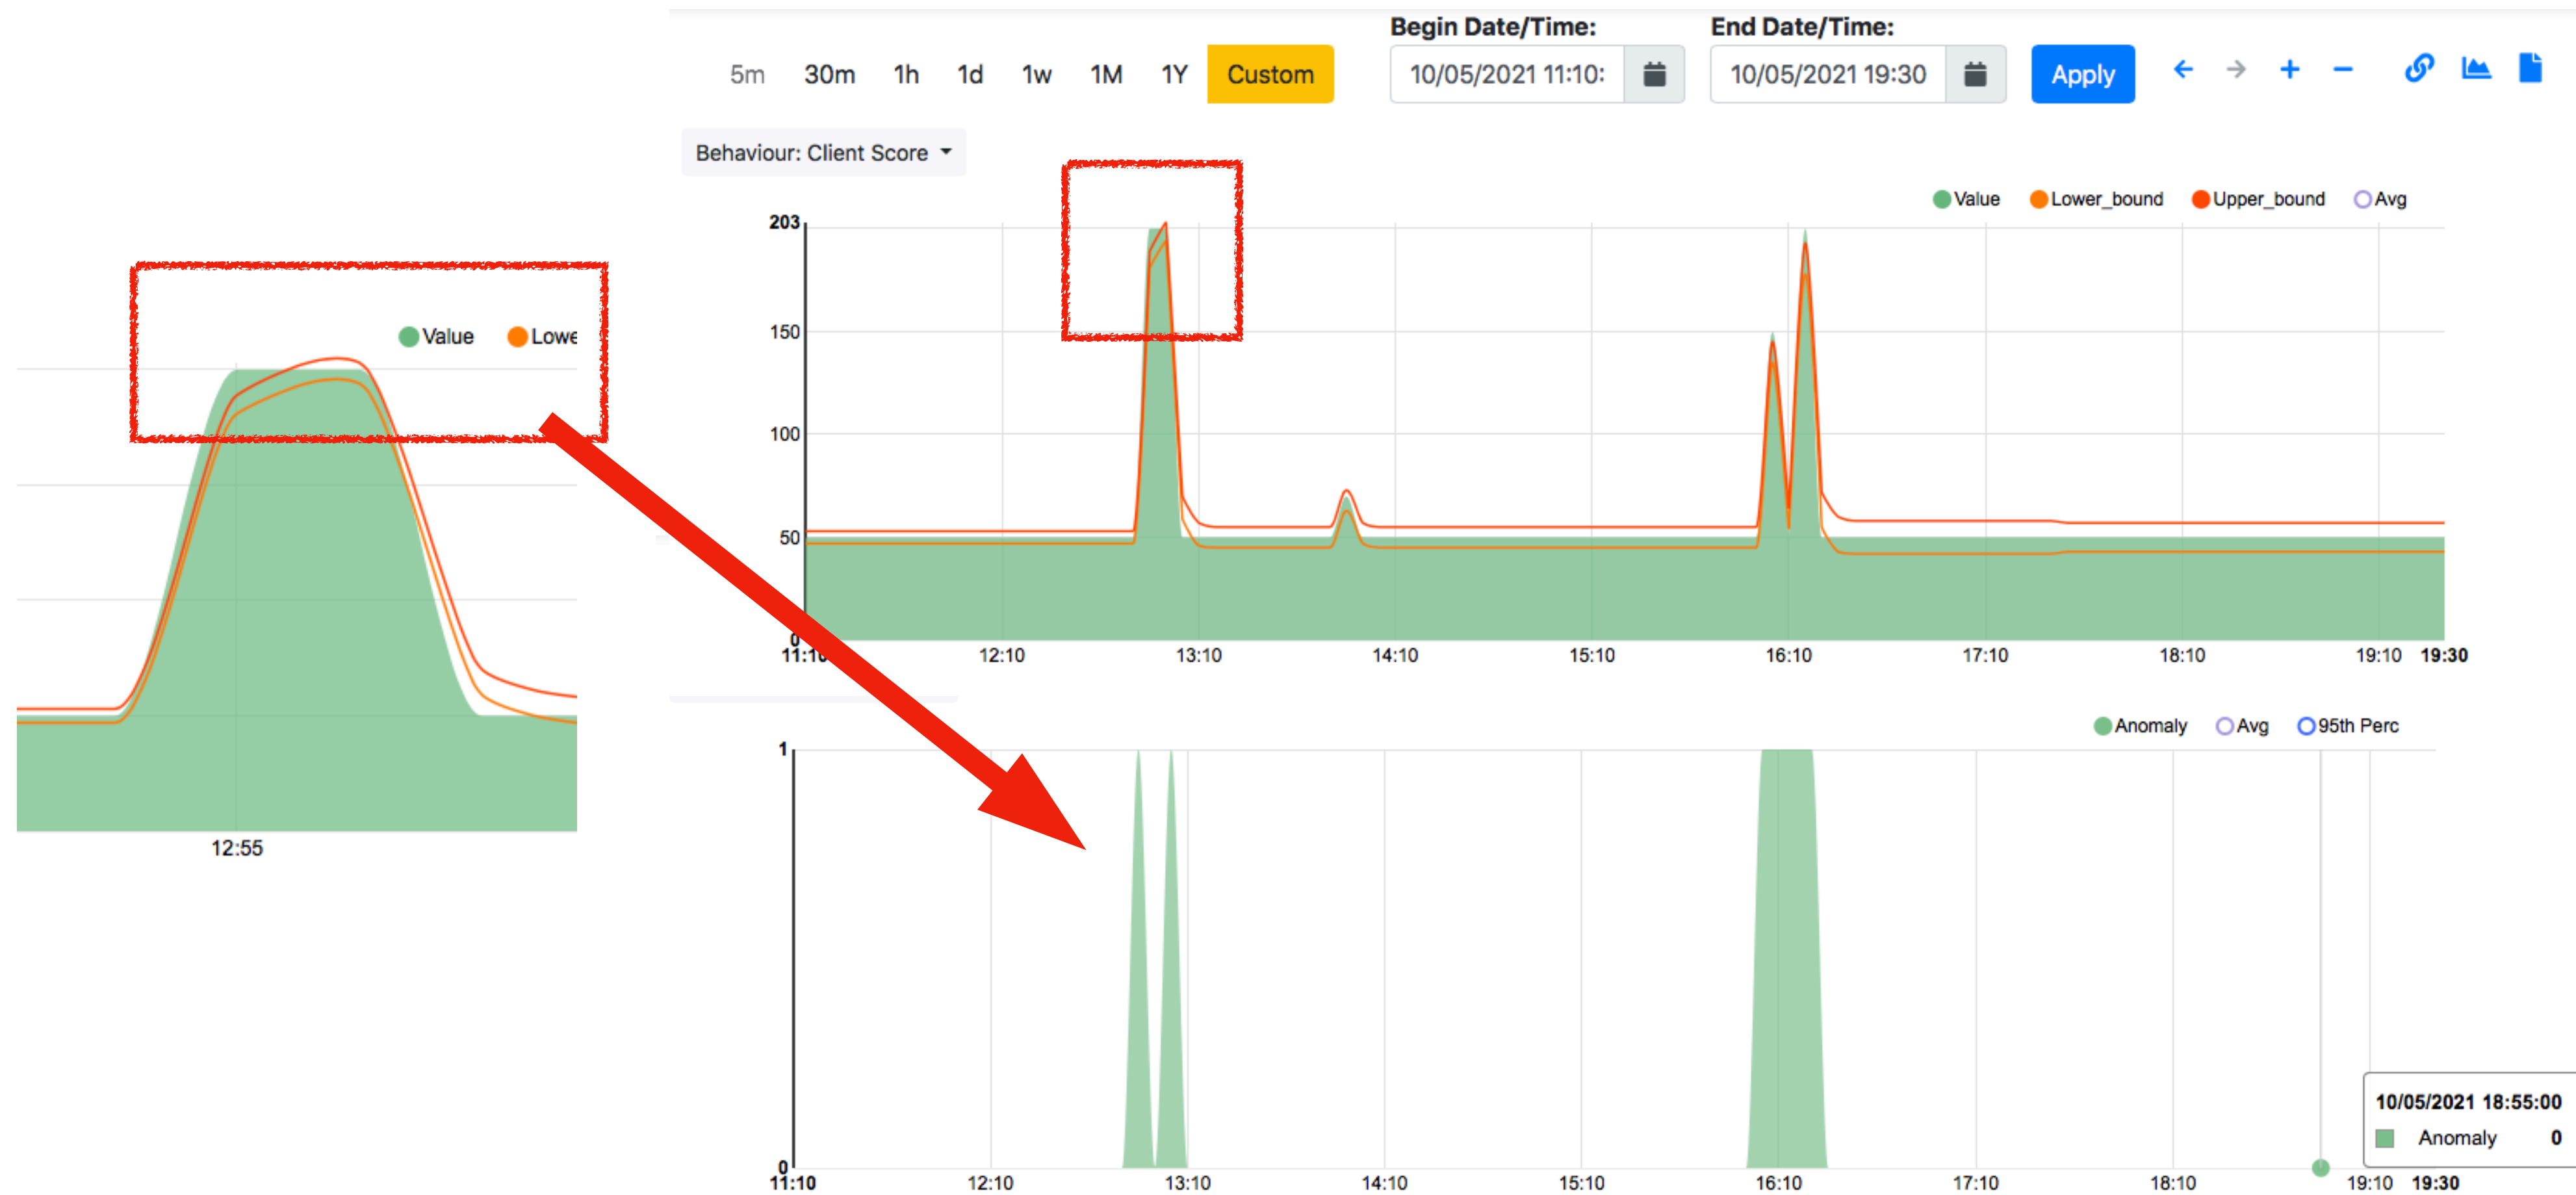 Begin Date/Time: End Date/Time:
5m 30m 1h 1d 1w 1M 1Y Custom 10/05/2021 11:10: 10/05/2021 19:30 Apply
Behaviour: Client Score
Value Lower_bound Upper_bound Avg
203
150
100
50
0
11:10 12:10 13:10 14:10 15:10 16:10 17:10 18:10 19:10 19:30
Value Lowe
12:55
Anomaly Avg 95th Perc
1
0
11:10 12:10 13:10 14:10 15:10 16:10 17:10 18:10 19:10 19:30
10/05/2021 18:55:00
Anomaly 0